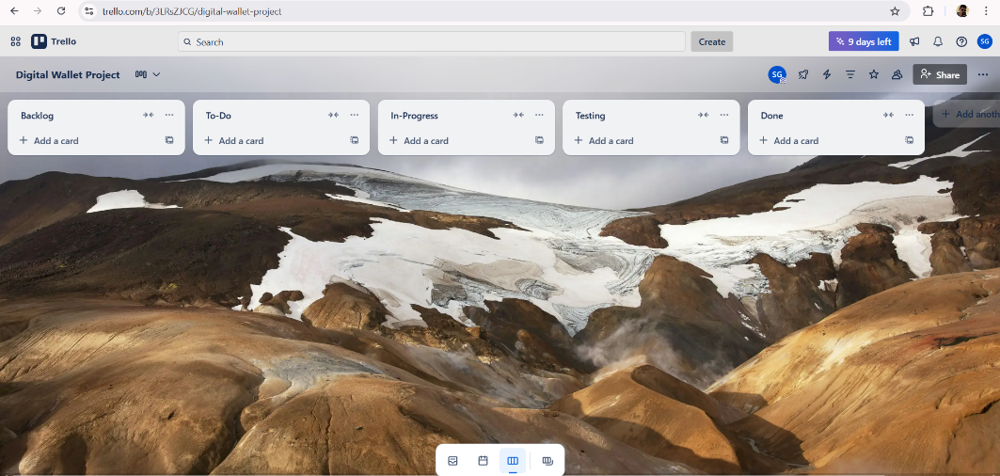 trello.com/b/3LRsZJCG/digital-wallet-project
Trello
Search
Create
9 days left
SG
Digital Wallet Project
SG
Share
Backlog
To-Do
In-Progress
Testing
Done
+ Add anoth
+ Add a card
+ Add a card
+ Add a card
+ Add a card
+ Add a card